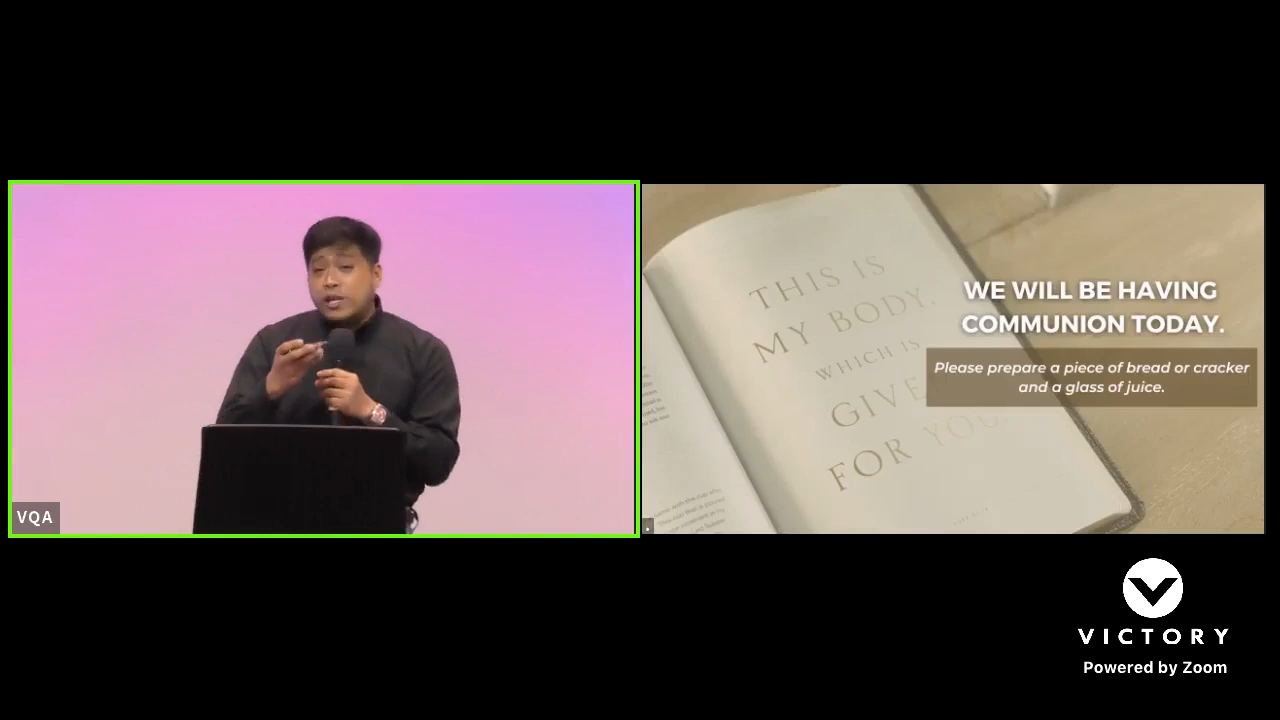 THIS IS
MY BODY,
WHICH IS
GIVE
FOR YOU.
WE WILL BE HAVING
COMMUNION TODAY.
Please prepare a piece of bread or cracker
and a glass of juice.
VQA
VICTORY
Powered by Zoom